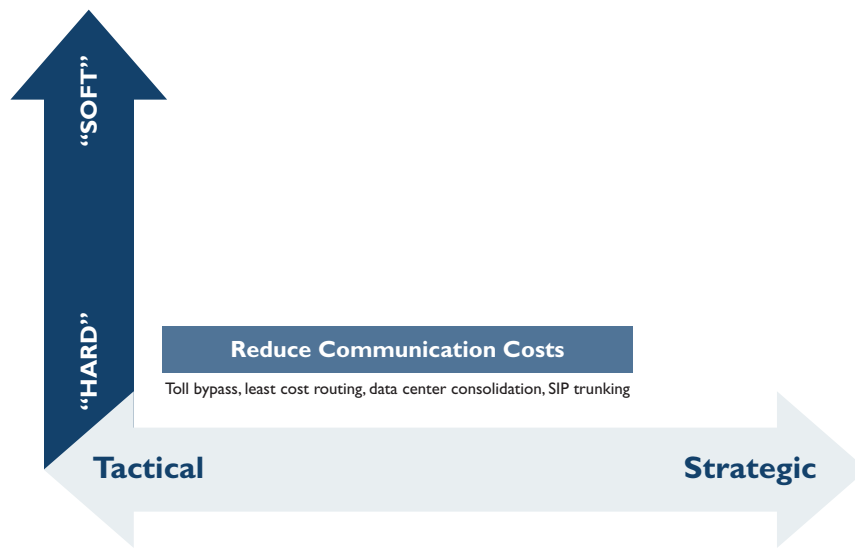 “SOFT”
“HARD”
Reduce Communication Costs
Toll bypass, least cost routing, data center consolidation, SIP trunking
Tactical
Strategic